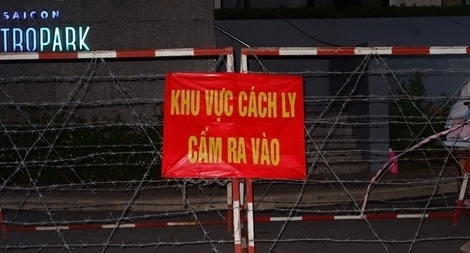 SAIGON
TROPARK
KHU VỰC CÁCH LY
CẤM RA VÀO